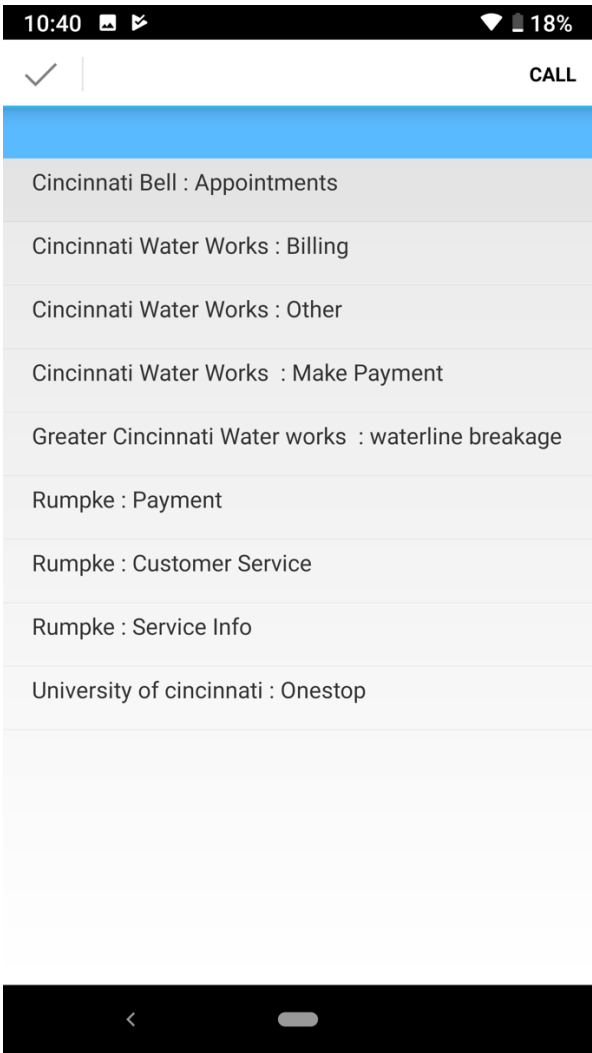 10:40 18%
CALL
Cincinnati Bell : Appointments
Cincinnati Water Works : Billing
Cincinnati Water Works : Other
Cincinnati Water Works  : Make Payment
Greater Cincinnati Water works  : waterline breakage
Rumpke : Payment
Rumpke : Customer Service
Rumpke : Service Info
University of cincinnati : Onestop